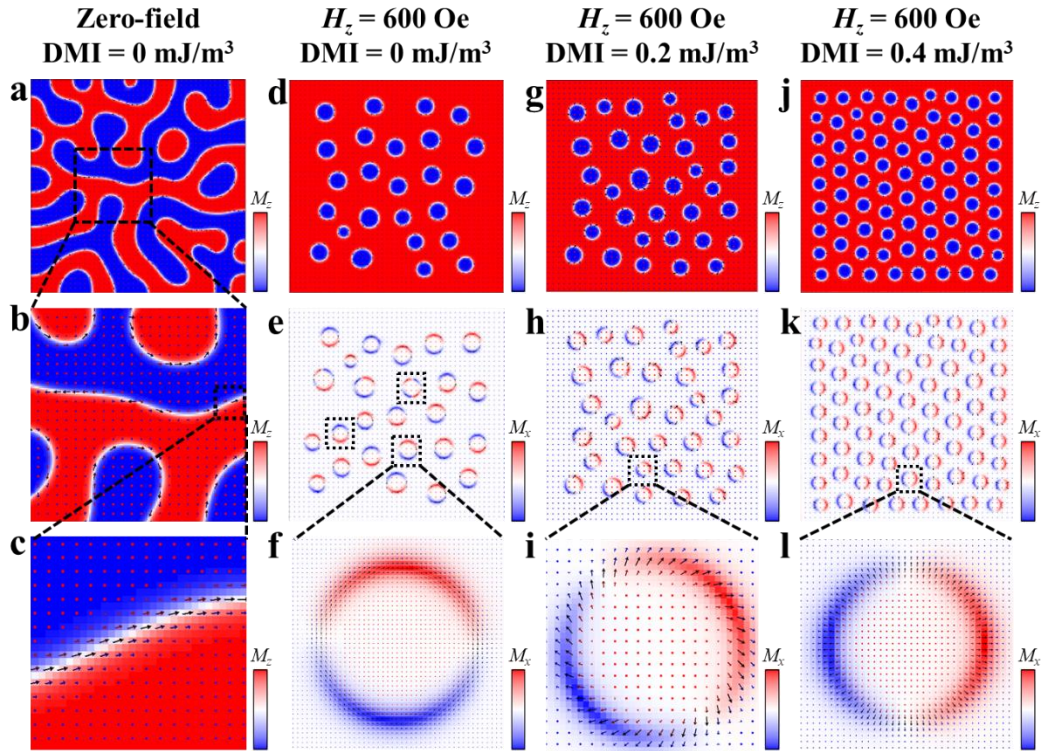 Zero-field
DMI = 0 mJ/m³
H_z = 600 Oe
DMI = 0 mJ/m³
H_z = 600 Oe
DMI = 0.2 mJ/m³
H_z = 600 Oe
DMI = 0.4 mJ/m³
a
M_z
d
M_z
g
M_z
j
M_z
b
M_z
e
M_x
h
M_x
k
M_x
c
M_z
f
M_x
i
M_x
l
M_x